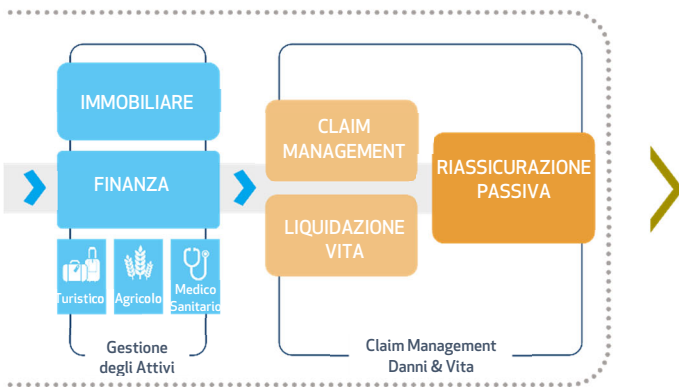 IMMOBILIARE
FINANZA
Turistico
Agricolo
Medico
Sanitario
Gestione
degli Attivi
CLAIM
MANAGEMENT
LIQUIDAZIONE
VITA
RIASSICURAZIONE
PASSIVA
Claim Management
Danni & Vita